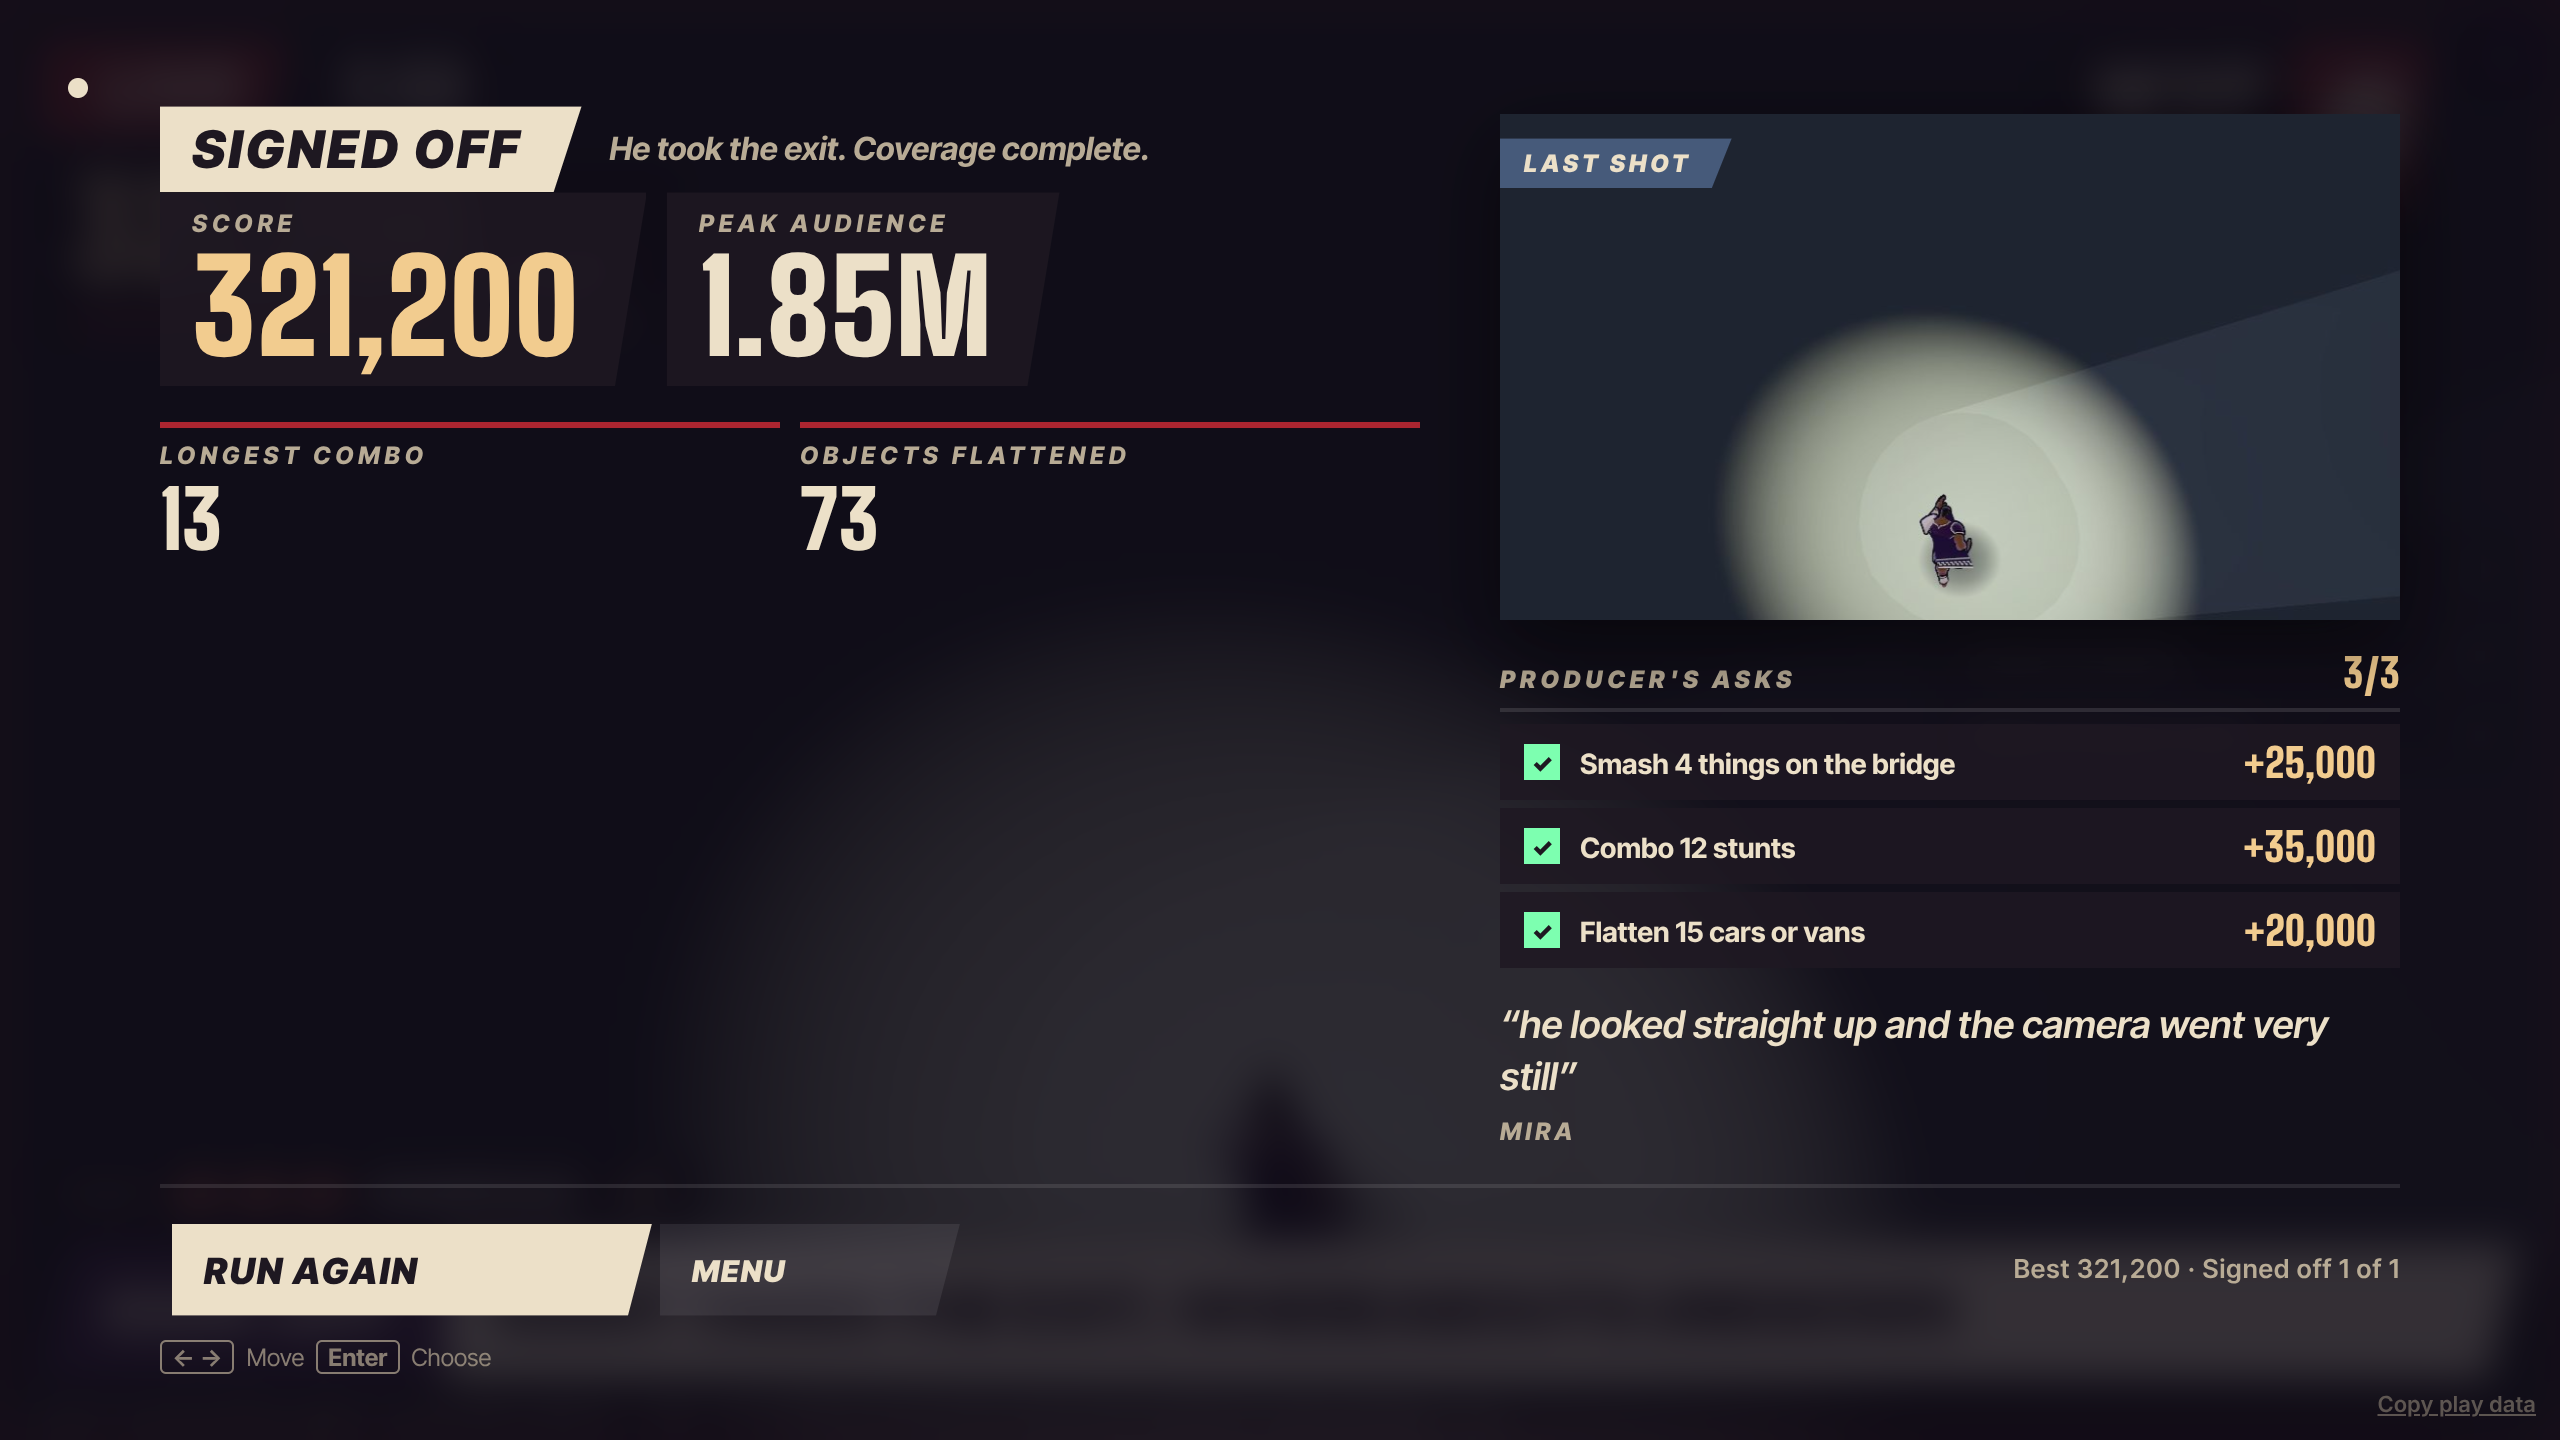 SIGNED OFF
He took the exit. Coverage complete.
SCORE
321,200
PEAK AUDIENCE
1.85M
LONGEST COMBO
13
OBJECTS FLATTENED
73
LAST SHOT
PRODUCER'S ASKS
3/3
Smash 4 things on the bridge
+25,000
Combo 12 stunts
+35,000
Flatten 15 cars or vans
+20,000
“he looked straight up and the camera went very
still”
MIRA
RUN AGAIN
MENU
Best 321,200 · Signed off 1 of 1
← → Move Enter Choose
Copy play data